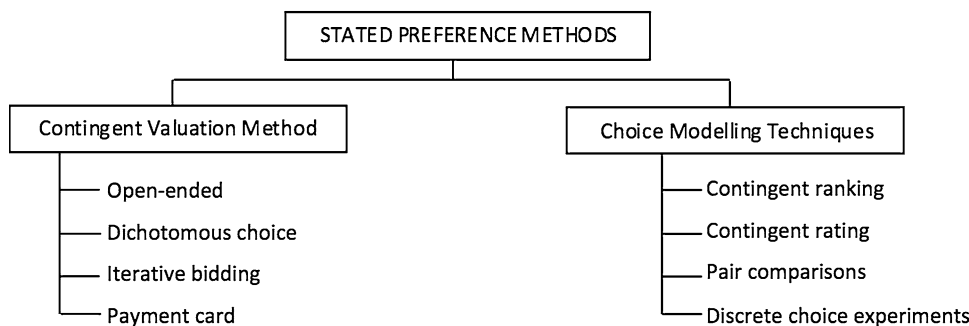 STATED PREFERENCE METHODS
Contingent Valuation Method
Open-ended
Dichotomous choice
Iterative bidding
Payment card
Choice Modelling Techniques
Contingent ranking
Contingent rating
Pair comparisons
Discrete choice experiments